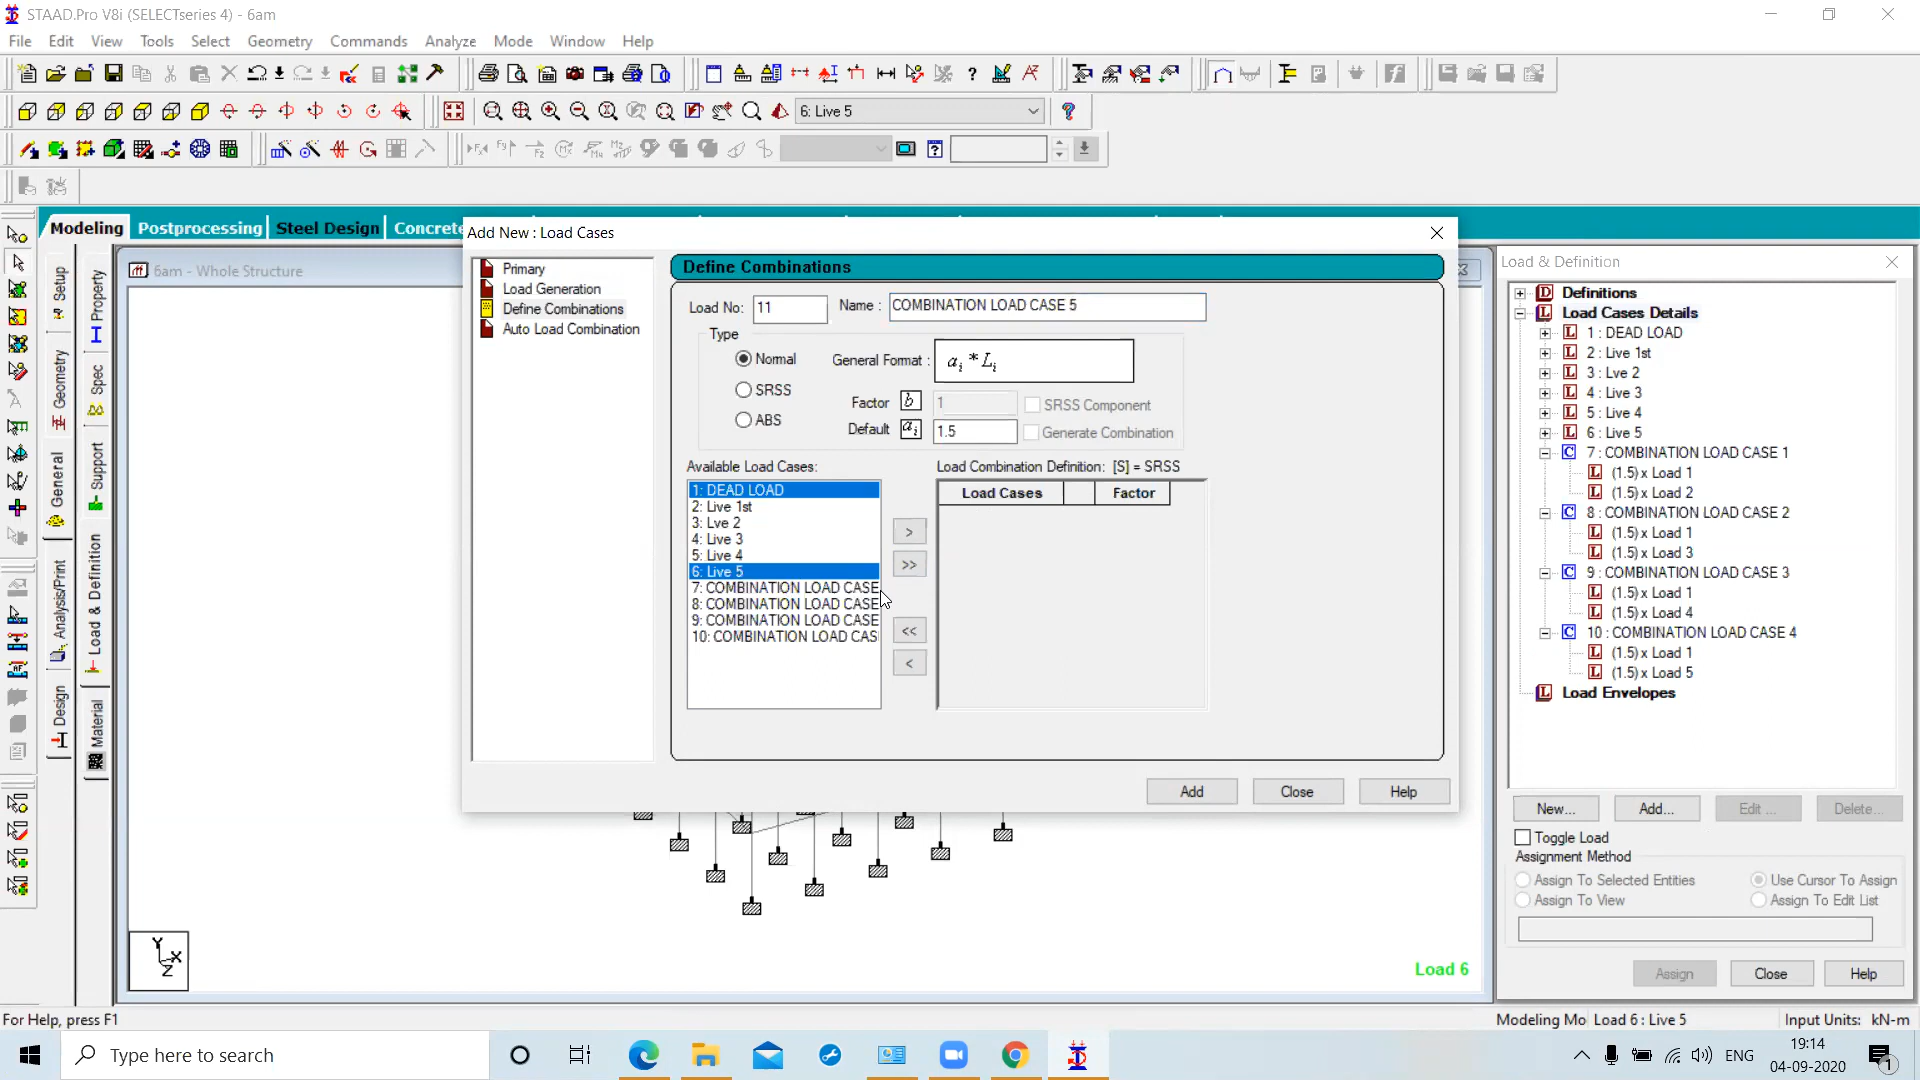 STAAD.Pro V8i (SELECTseries 4) - 6am
File Edit View Tools Select Geometry Commands Analyze Mode Window Help
6: Live 5
Modeling Postprocessing Steel Design Concrete
6am - Whole Structure
Setup
Geometry
General
Analysis/Print
Design
Property
Spec
Support
Load & Definition
Material
Add New : Load Cases
Primary
Load Generation
Define Combinations
Auto Load Combination
Define Combinations
Load No: 11 Name : COMBINATION LOAD CASE 5
Type
Normal
SRSS
ABS
General Format : ai * Li
Factor b 1 SRSS Component
Default ai 1.5 Generate Combination
Available Load Cases:
1: DEAD LOAD
2: Live 1st
3: Lve 2
4: Live 3
5: Live 4
6: Live 5
7: COMBINATION LOAD CASE
8: COMBINATION LOAD CASE
9: COMBINATION LOAD CASE
10: COMBINATION LOAD CAS
>
>>
<<
<
Load Combination Definition: [S] = SRSS
Load Cases Factor
Add Close Help
Load & Definition
Definitions
Load Cases Details
1 : DEAD LOAD
2 : Live 1st
3 : Lve 2
4 : Live 3
5 : Live 4
6 : Live 5
7 : COMBINATION LOAD CASE 1
(1.5) x Load 1
(1.5) x Load 2
8 : COMBINATION LOAD CASE 2
(1.5) x Load 1
(1.5) x Load 3
9 : COMBINATION LOAD CASE 3
(1.5) x Load 1
(1.5) x Load 4
10 : COMBINATION LOAD CASE 4
(1.5) x Load 1
(1.5) x Load 5
Load Envelopes
New... Add... Edit ... Delete...
Toggle Load
Assignment Method
Assign To Selected Entities Use Cursor To Assign
Assign To View Assign To Edit List
Assign Close Help
Y
X
Z
Load 6
For Help, press F1 Modeling Mo Load 6 : Live 5 Input Units: kN-m
Type here to search
ENG
19:14
04-09-2020
1